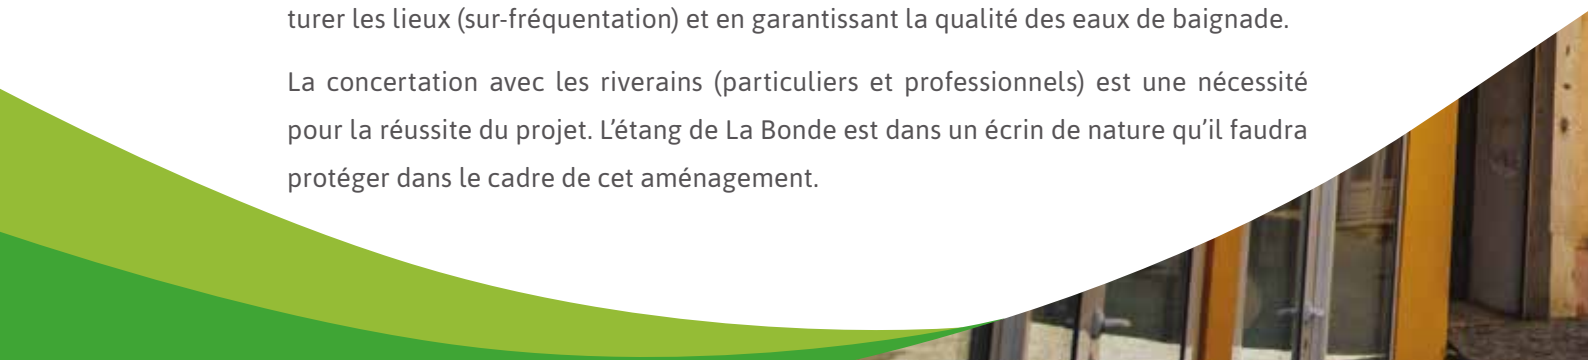 turer les lieux (sur-fréquentation) et en garantissant la qualité des eaux de baignade.
La concertation avec les riverains (particuliers et professionnels) est une nécessité
pour la réussite du projet. L’étang de La Bonde est dans un écrin de nature qu’il faudra
protéger dans le cadre de cet aménagement.